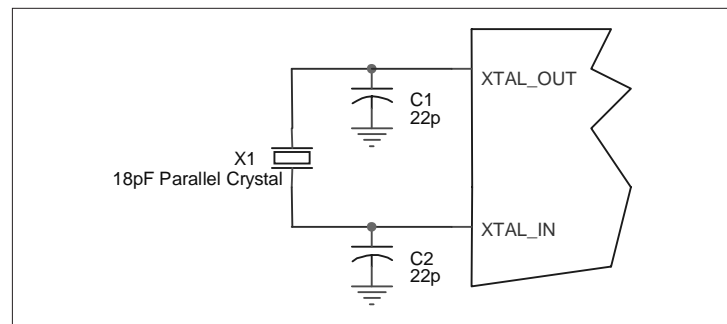 XTAL_OUT
C1
22p
X1
18pF Parallel Crystal
XTAL_IN
C2
22p